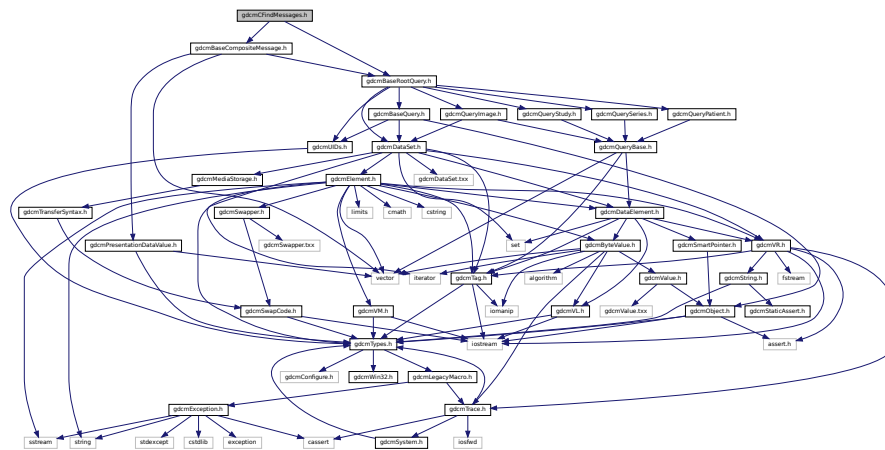 gdcmCFindMessages.h
gdcmBaseCompositeMessage.h
gdcmBaseRootQuery.h
gdcmBaseQuery.h
gdcmQueryImage.h
gdcmQueryStudy.h
gdcmQuerySeries.h
gdcmQueryPatient.h
gdcmUIDs.h
gdcmDataSet.h
gdcmQueryBase.h
gdcmMediaStorage.h
gdcmElement.h
gdcmDataSet.txx
gdcmTransferSyntax.h
gdcmSwapper.h
limits
cmath
cstring
gdcmDataElement.h
gdcmPresentationDataValue.h
gdcmSwapper.txx
set
gdcmByteValue.h
gdcmSmartPointer.h
gdcmVR.h
vector
iterator
gdcmTag.h
algorithm
gdcmValue.h
gdcmString.h
fstream
gdcmSwapCode.h
gdcmVM.h
iomanip
gdcmVL.h
gdcmValue.txx
gdcmObject.h
gdcmStaticAssert.h
gdcmTypes.h
iostream
assert.h
gdcmConfigure.h
gdcmWin32.h
gdcmLegacyMacro.h
gdcmException.h
gdcmTrace.h
sstream
string
stdexcept
cstdlib
exception
cassert
gdcmSystem.h
iosfwd